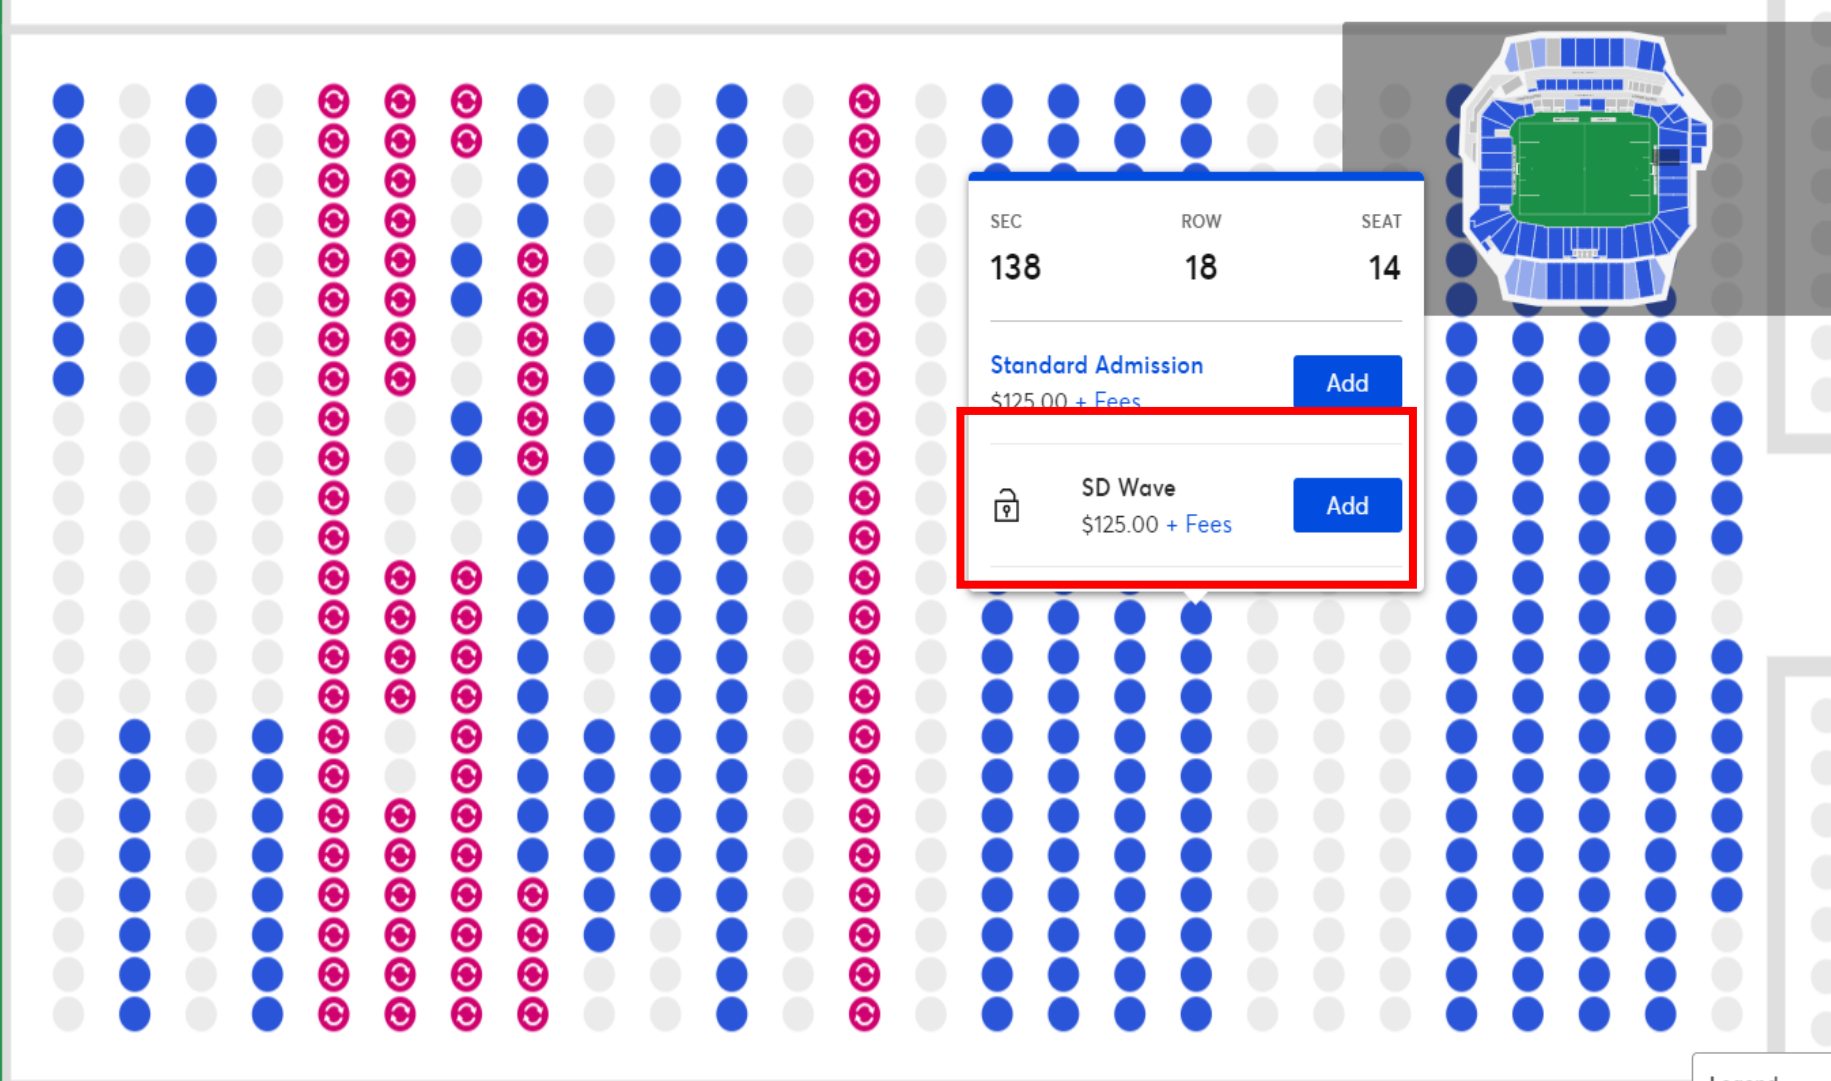 SEC ROW SEAT
138 18 14
Standard Admission
Add
$125.00 + Fees
SD Wave
$125.00 + Fees
Add